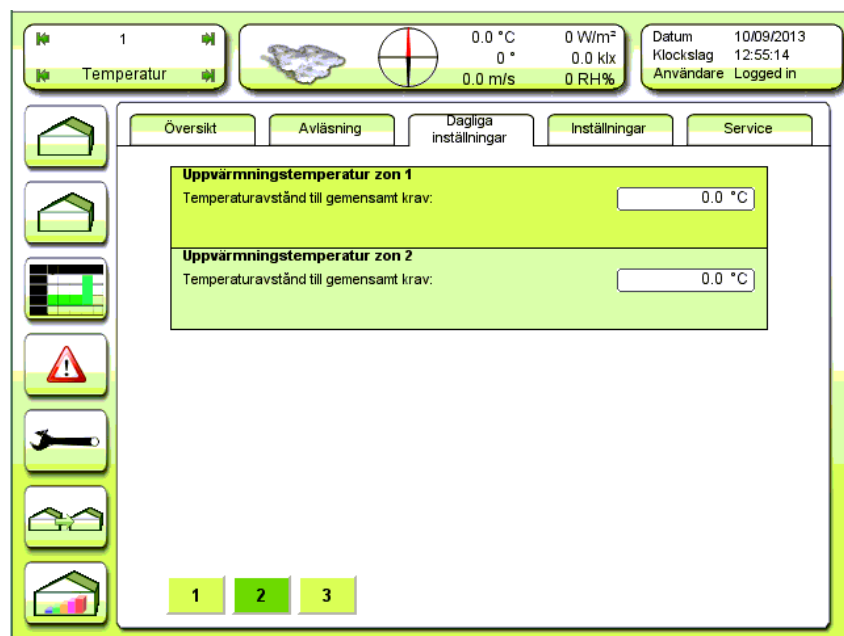 1
Temperatur
0.0 °C
0 °
0.0 m/s
0 W/m²
0.0 klx
0 RH%
Datum 10/09/2013
Klockslag 12:55:14
Användare Logged in
Översikt
Avläsning
Dagliga
inställningar
Inställningar
Service
Uppvärmningstemperatur zon 1
Temperaturavstånd till gemensamt krav: 0.0 °C
Uppvärmningstemperatur zon 2
Temperaturavstånd till gemensamt krav: 0.0 °C
1 2 3